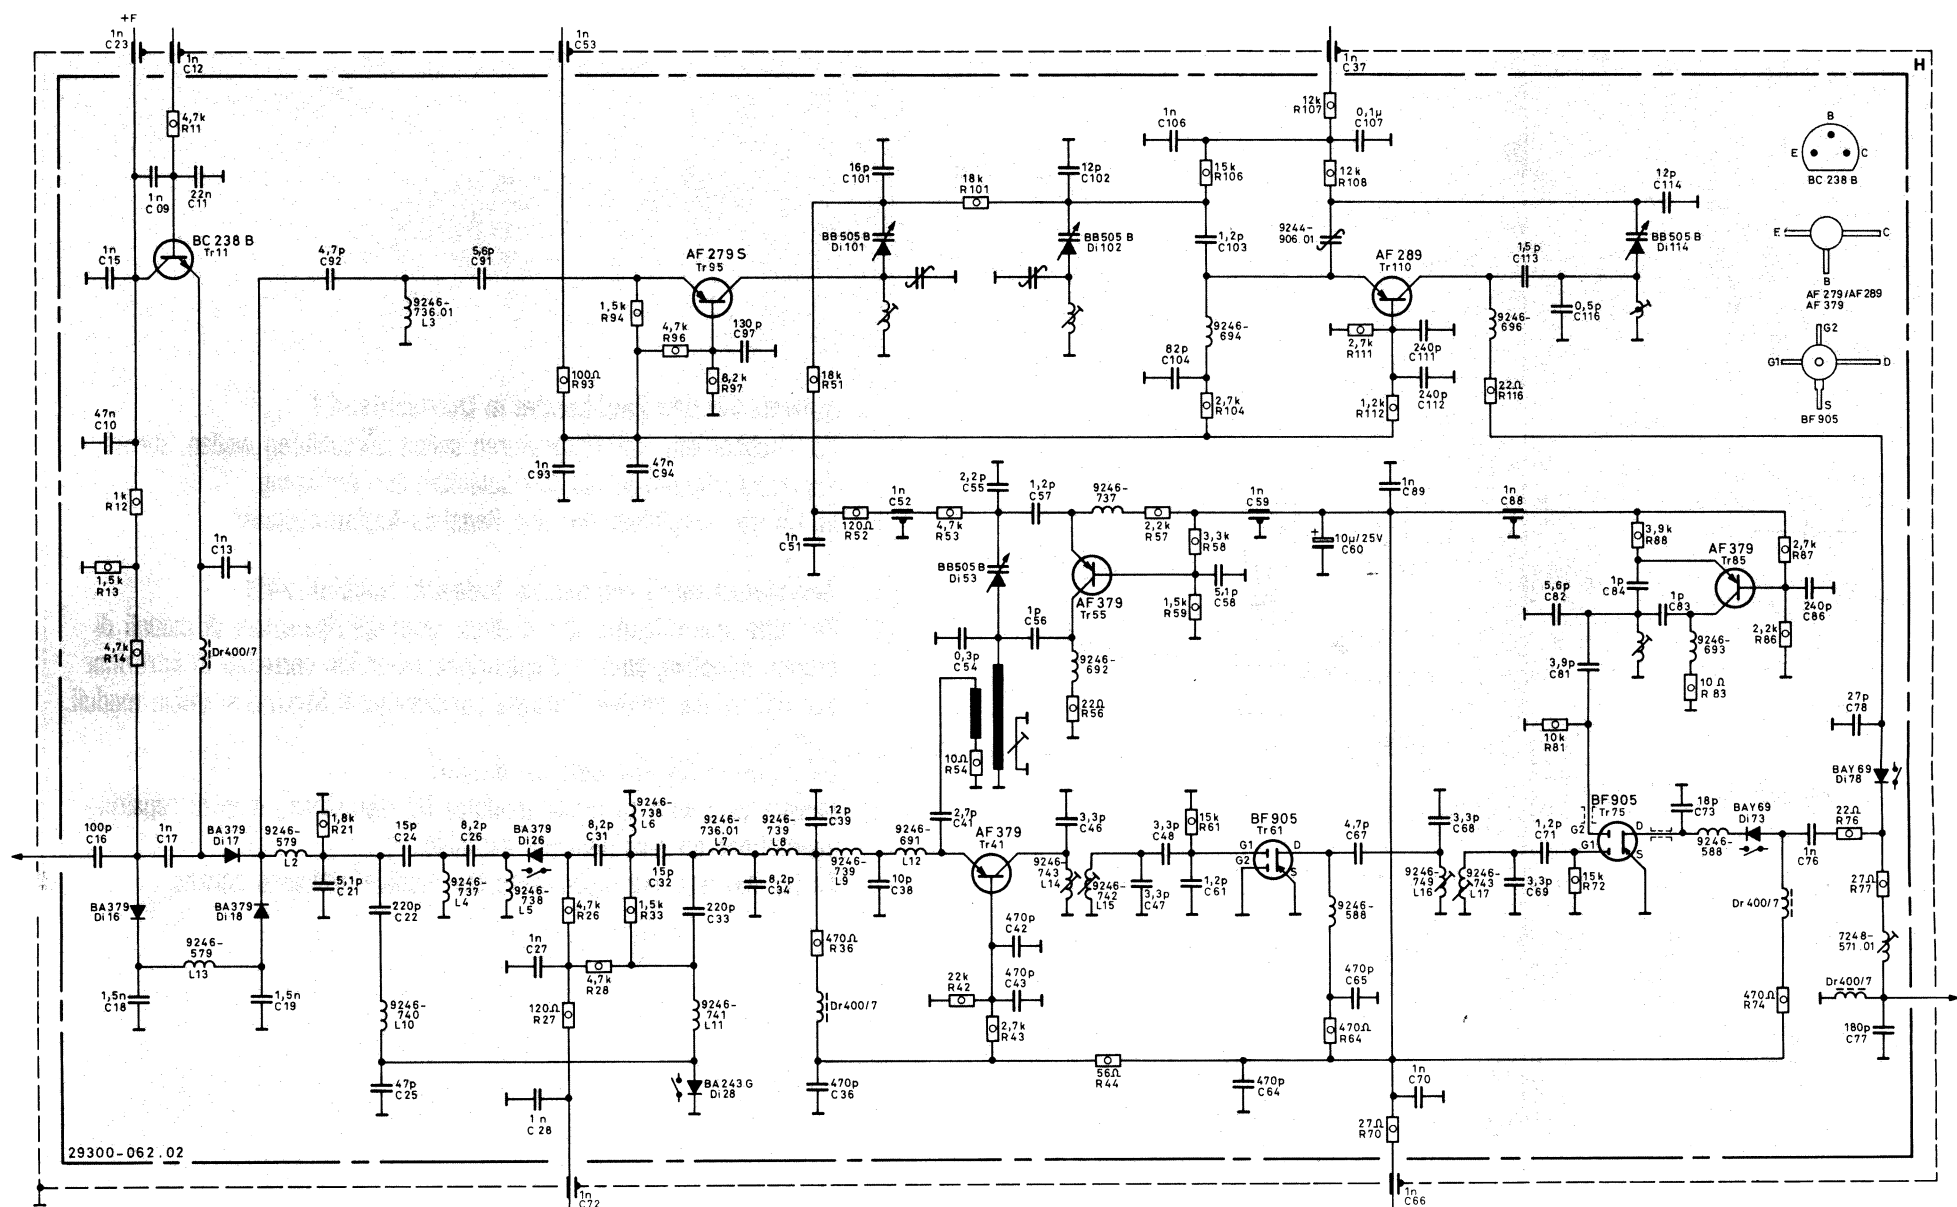 +F
1n
C23
1n
C12
1n
C53
1n
C37
H
4,7k
R11
1n
C09
22n
C11
BC 238 B
Tr11
1n
C15
4,7p
C92
9246-
736.01
L3
5,6p
C91
AF 279 S
Tr95
1,5k
R94
4,7k
R96
130p
C97
8,2k
R97
100Ω
R93
1n
C93
47n
C94
16p
C101
BB505 B
Di101
18k
R101
12p
C102
BB505 B
Di102
18k
R51
1n
C106
15k
R106
1,2p
C103
9246-
694
82p
C104
2,7k
R104
12k
R107
0,1µ
C107
12k
R108
9244-
906.01
AF 289
Tr110
2,7k
R111
240p
C111
240p
C112
1,2k
R112
1,5p
C113
0,5p
C116
9246-
696
22Ω
R116
12p
C114
BB505 B
Di114
B
E
C
BC 238 B
E
C
B
AF 279/AF289
AF 379
G2
G1
D
S
BF 905
47n
C10
1k
R12
1,5k
R13
1n
C13
4,7k
R14
Dr400/7
1n
C51
120Ω
R52
1n
C52
4,7k
R53
2,2p
C55
1,2p
C57
9246-
737
2,2k
R57
3,3k
R58
1n
C59
10µ/25V
C60
BB505 B
Di53
AF 379
Tr55
1,5k
R59
5,1p
C58
0,3p
C54
1p
C56
9246-
692
22Ω
R56
10Ω
R54
1n
C89
1n
C88
3,9k
R88
2,7k
R87
AF 379
Tr85
5,6p
C82
1p
C84
1p
C83
240p
C86
2,2k
R86
9246-
693
10Ω
R83
3,9p
C81
10k
R81
27p
C78
BAY 69
Di78
100p
C16
1n
C17
BA379
Di17
9246-
579
L2
1,8k
R21
5,1p
C21
BA379
Di16
BA379
Di18
9246-
579
L13
1,5n
C18
1,5n
C19
15p
C24
220p
C22
9246-
740
L10
47p
C25
9246-
737
L4
8,2p
C26
9246-
738
L5
BA379
Di26
8,2p
C31
9246-
738
L6
4,7k
R26
1,5k
R33
15p
C32
220p
C33
1n
C27
4,7k
R28
120Ω
R27
1n
C28
9246-
741
L11
BA243 G
Di28
9246-
736.01
L7
9246-
739
L8
8,2p
C34
12p
C39
9246-
739
L9
9246-
691
L12
10p
C38
470Ω
R36
Dr400/7
470p
C36
2,7p
C41
AF 379
Tr41
470p
C42
470p
C43
22k
R42
2,7k
R43
56Ω
R44
3,3p
C46
9246-
743
L14
9246-
742
L15
3,3p
C47
3,3p
C48
15k
R61
1,2p
C61
BF 905
Tr61
G1
G2
D
S
4,7p
C67
9246-
588
470p
C65
470Ω
R64
470p
C64
3,3p
C68
9246-
749
L16
9246-
743
L17
3,3p
C69
1,2p
C71
15k
R72
BF 905
Tr75
G2
G1
D
S
18p
C73
9246-
588
BAY69
Di73
1n
C76
22Ω
R76
27Ω
R77
Dr 400/7
470Ω
R74
7248-
571.01
Dr400/7
180p
C77
1n
C70
27Ω
R70
29300-062.02
1n
C72
1n
C66